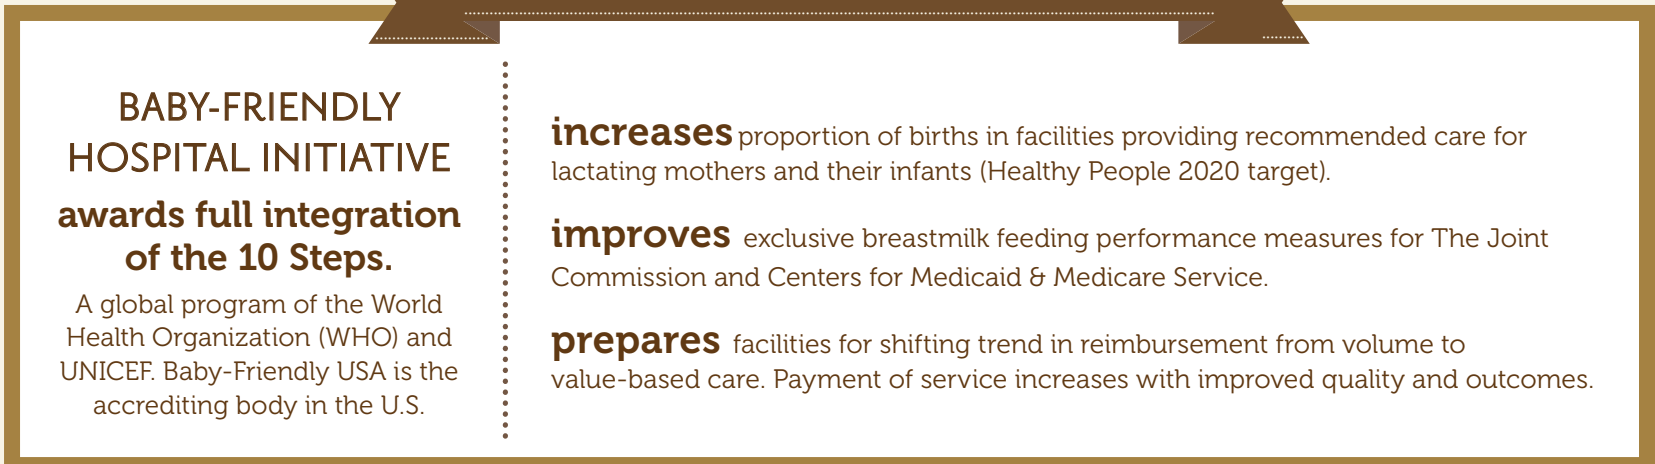 BABY-FRIENDLY
HOSPITAL INITIATIVE
awards full integration
of the 10 Steps.
A global program of the World
Health Organization (WHO) and
UNICEF. Baby-Friendly USA is the
accrediting body in the U.S.
increases proportion of births in facilities providing recommended care for
lactating mothers and their infants (Healthy People 2020 target).
improves exclusive breastmilk feeding performance measures for The Joint
Commission and Centers for Medicaid & Medicare Service.
prepares facilities for shifting trend in reimbursement from volume to
value-based care. Payment of service increases with improved quality and outcomes.